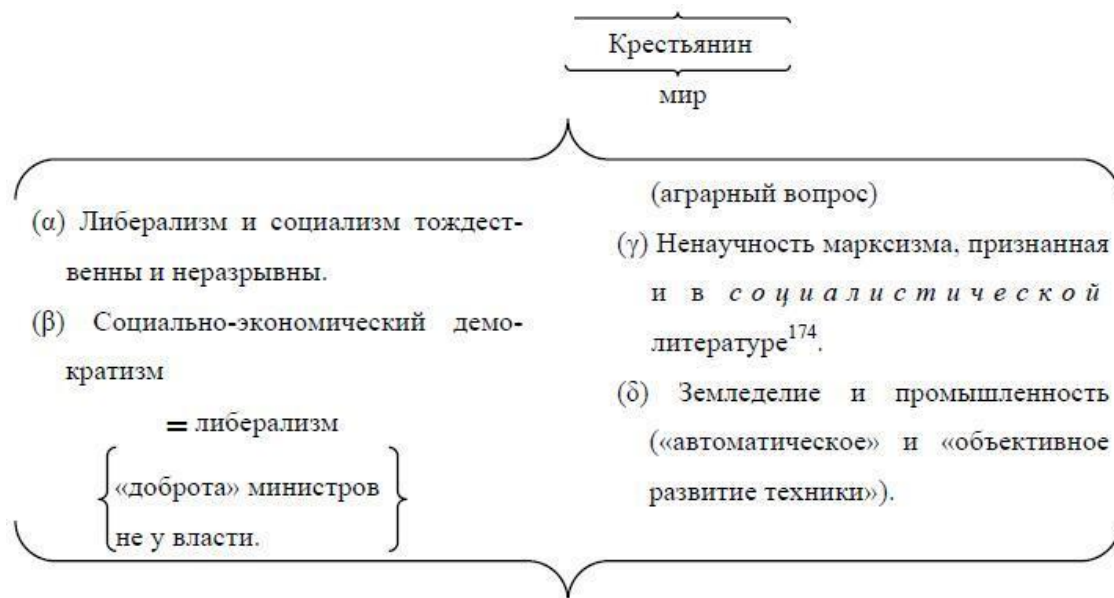 Крестьянин
мир
(α) Либерализм и социализм тождест-
венны и неразрывны.
(β) Социально-экономический демо-
кратизм
= либерализм
«доброта» министров
не у власти.
(аграрный вопрос)
(γ) Ненаучность марксизма, признанная
и в социалистической
литературе174.
(δ) Земледелие и промышленность
(«автоматическое» и «объективное
развитие техники»).